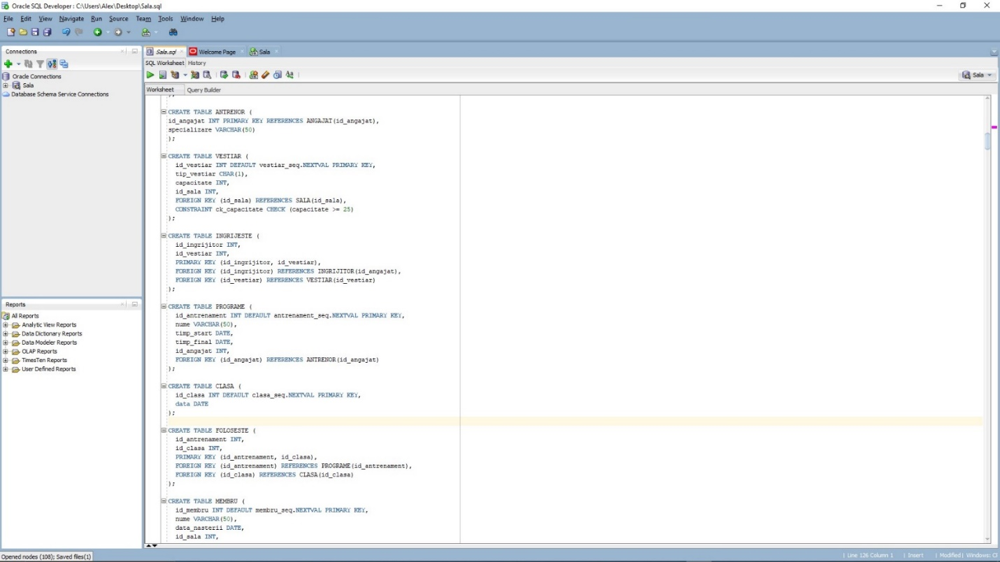 Oracle SQL Developer : C:\Users\Alex\Desktop\Sala.sql
File Edit View Navigate Run Source Team Tools Window Help
Connections
Oracle Connections
Sala
Database Schema Service Connections
Reports
All Reports
Analytic View Reports
Data Dictionary Reports
Data Modeler Reports
OLAP Reports
TimesTen Reports
User Defined Reports
Sala.sql Welcome Page Sala
SQL Worksheet History
Sala
Worksheet Query Builder
);
CREATE TABLE ANTRENOR (
id_angajat INT PRIMARY KEY REFERENCES ANGAJAT(id_angajat),
specializare VARCHAR(50)
);
CREATE TABLE VESTIAR (
id_vestiar INT DEFAULT vestiar_seq.NEXTVAL PRIMARY KEY,
tip_vestiar CHAR(1),
capacitate INT,
id_sala INT,
FOREIGN KEY (id_sala) REFERENCES SALA(id_sala),
CONSTRAINT ck_capacitate CHECK (capacitate >= 25)
);
CREATE TABLE INGRIJESTE (
id_ingrijitor INT,
id_vestiar INT,
PRIMARY KEY (id_ingrijitor, id_vestiar),
FOREIGN KEY (id_ingrijitor) REFERENCES INGRIJITOR(id_angajat),
FOREIGN KEY (id_vestiar) REFERENCES VESTIAR(id_vestiar)
);
CREATE TABLE PROGRAME (
id_antrenament INT DEFAULT antrenament_seq.NEXTVAL PRIMARY KEY,
nume VARCHAR(50),
timp_start DATE,
timp_final DATE,
id_angajat INT,
FOREIGN KEY (id_angajat) REFERENCES ANTRENOR(id_angajat)
);
CREATE TABLE CLASA (
id_clasa INT DEFAULT clasa_seq.NEXTVAL PRIMARY KEY,
data DATE
);
CREATE TABLE FOLOSESTE (
id_antrenament INT,
id_clasa INT,
PRIMARY KEY (id_antrenament, id_clasa),
FOREIGN KEY (id_antrenament) REFERENCES PROGRAME(id_antrenament),
FOREIGN KEY (id_clasa) REFERENCES CLASA(id_clasa)
);
CREATE TABLE MEMBRU (
id_membru INT DEFAULT membru_seq.NEXTVAL PRIMARY KEY,
nume VARCHAR(50),
data_nasterii DATE,
id_sala INT,
Opened nodes (108); Saved files(1)
| Line 126 Column 1 | Insert | Modified | Windows: C